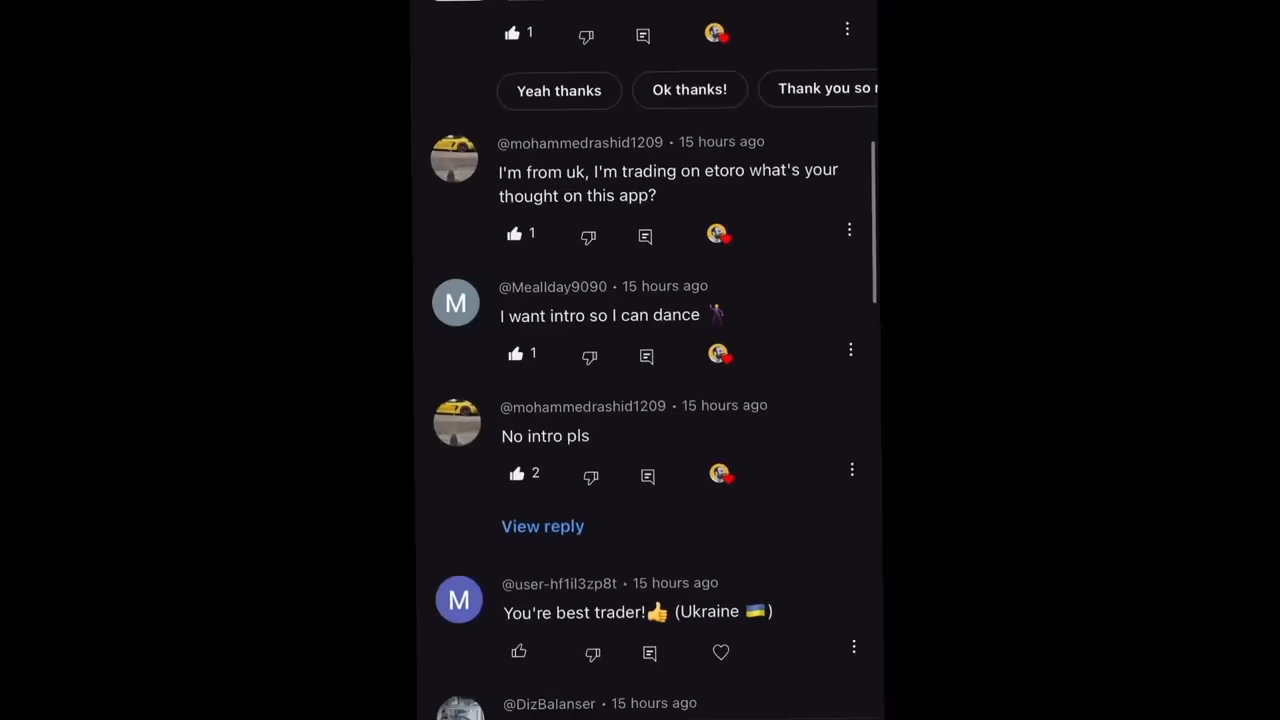 1
Yeah thanks
Ok thanks!
Thank you so
@mohammedrashid1209 • 15 hours ago
I'm from uk, I'm trading on etoro what's your
thought on this app?
1
M
@Meallday9090 • 15 hours ago
I want intro so I can dance 🕺
1
@mohammedrashid1209 • 15 hours ago
No intro pls
2
View reply
M
@user-hf1il3zp8t • 15 hours ago
You're best trader!👍 (Ukraine 🇺🇦)
@DizBalanser • 15 hours ago